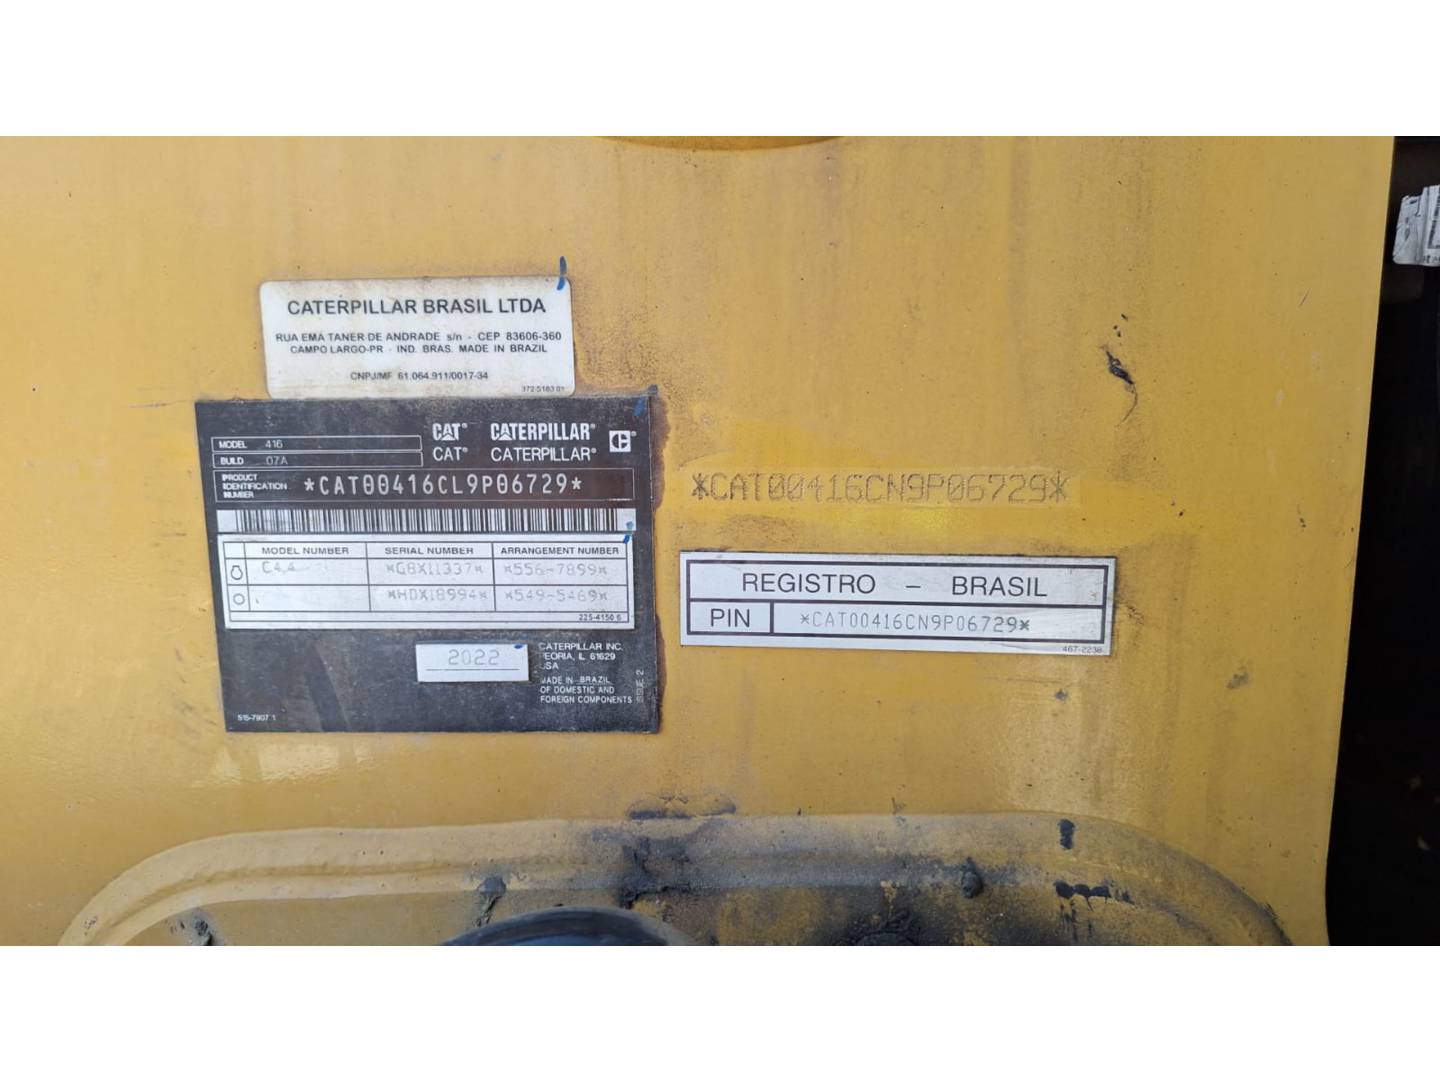 CATERPILLAR BRASIL LTDA
RUA EMA TANER DE ANDRADE s/n - CEP 83606-360
CAMPO LARGO-PR - IND. BRAS. MADE IN BRAZIL
CNPJ/MF 61.064.911/0017-34
372-5183 01
MODEL 416
BUILD 07A
CAT® CATERPILLAR®
CAT® CATERPILLAR®
PRODUCT IDENTIFICATION NUMBER *CAT00416CL9P06729*
MODEL NUMBER SERIAL NUMBER ARRANGEMENT NUMBER
C4.4 *G8X11337* *556-7899*
*HDX18594* *549-5469*
225-4150 6
2022
CATERPILLAR INC.
PEORIA, IL 61629
USA
MADE IN BRAZIL
OF DOMESTIC AND
FOREIGN COMPONENTS
ISSUE 2
515-7907 1
*CAT00416CN9P06729*
REGISTRO - BRASIL
PIN *CAT00416CN9P06729*
467-2238